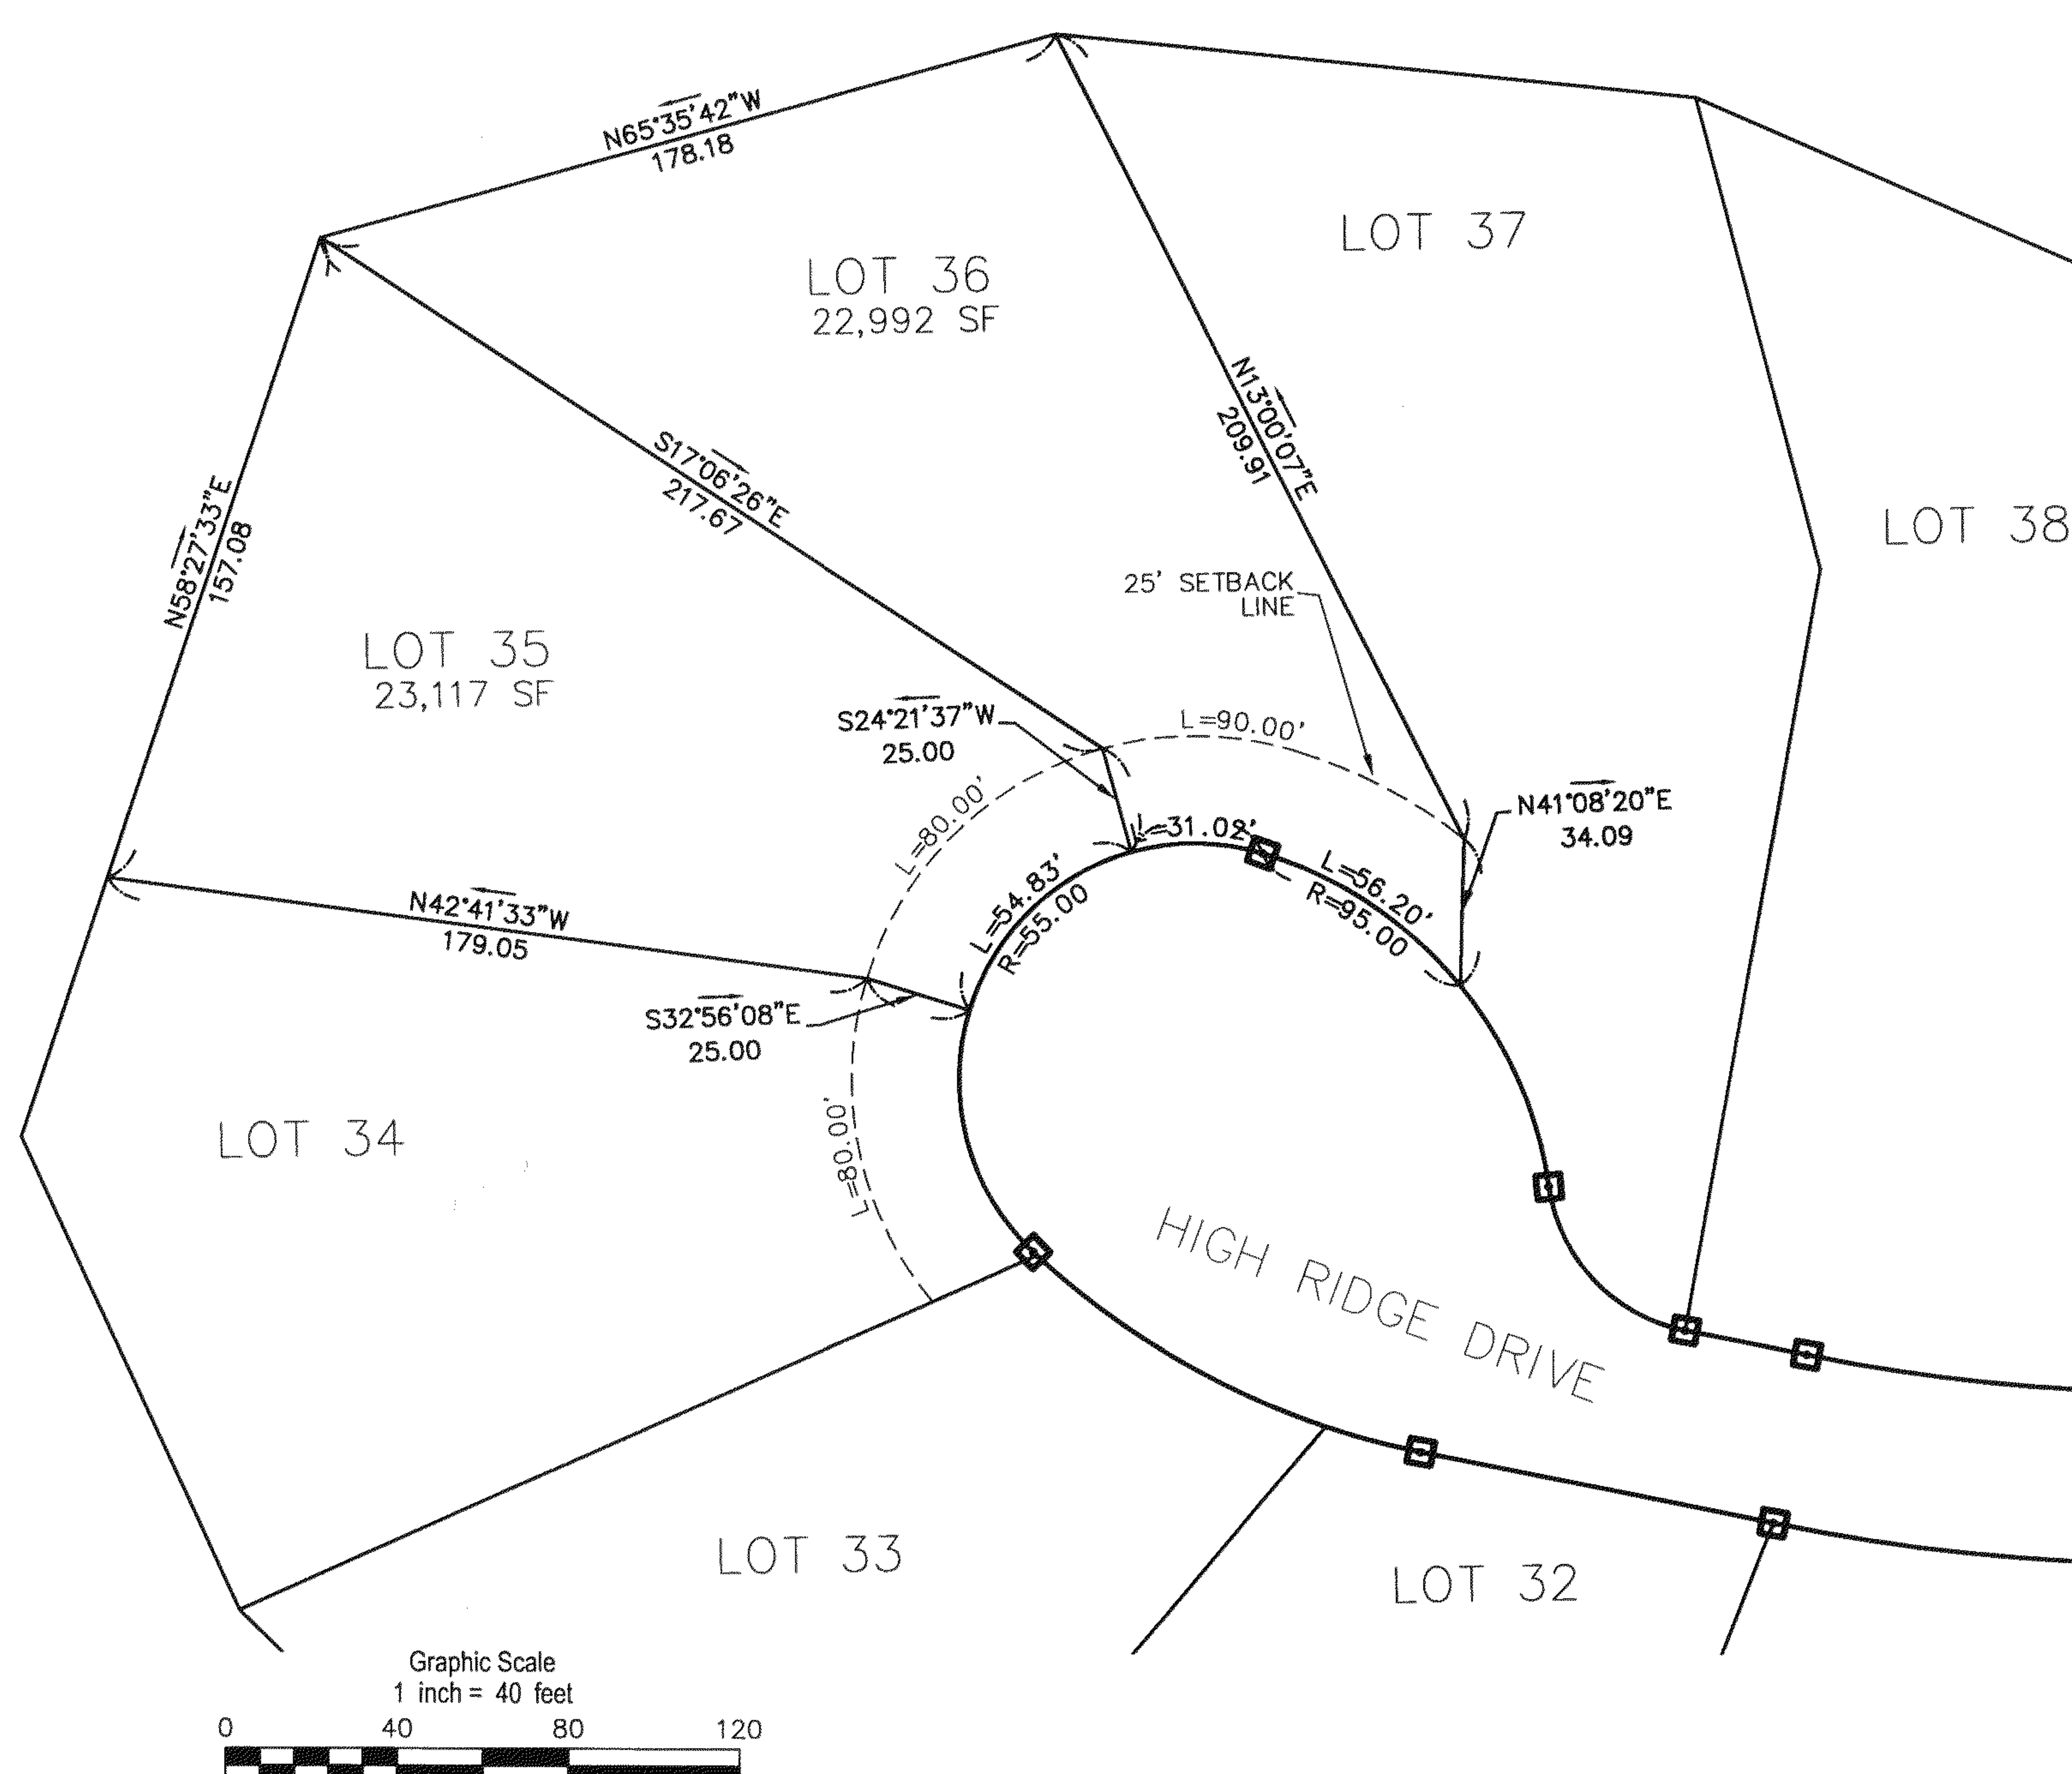 N65°35'42"W
178.18
LOT 37
LOT 36
22,992 SF
N13°00'07"E
209.91
S17°06'26"E
217.67
LOT 38
N58°27'33"E
157.08
25' SETBACK
LINE
LOT 35
23,117 SF
S24°21'37"W
25.00
L=90.00'
L=80.00'
N41°08'20"E
34.09
L=31.02'
L=56.20'
R=95.00
L=54.83'
R=55.00
N42°41'33"W
179.05
S32°56'08"E
25.00
LOT 34
L=80.00'
HIGH RIDGE DRIVE
LOT 33
LOT 32
Graphic Scale
1 inch = 40 feet
0 40 80 120